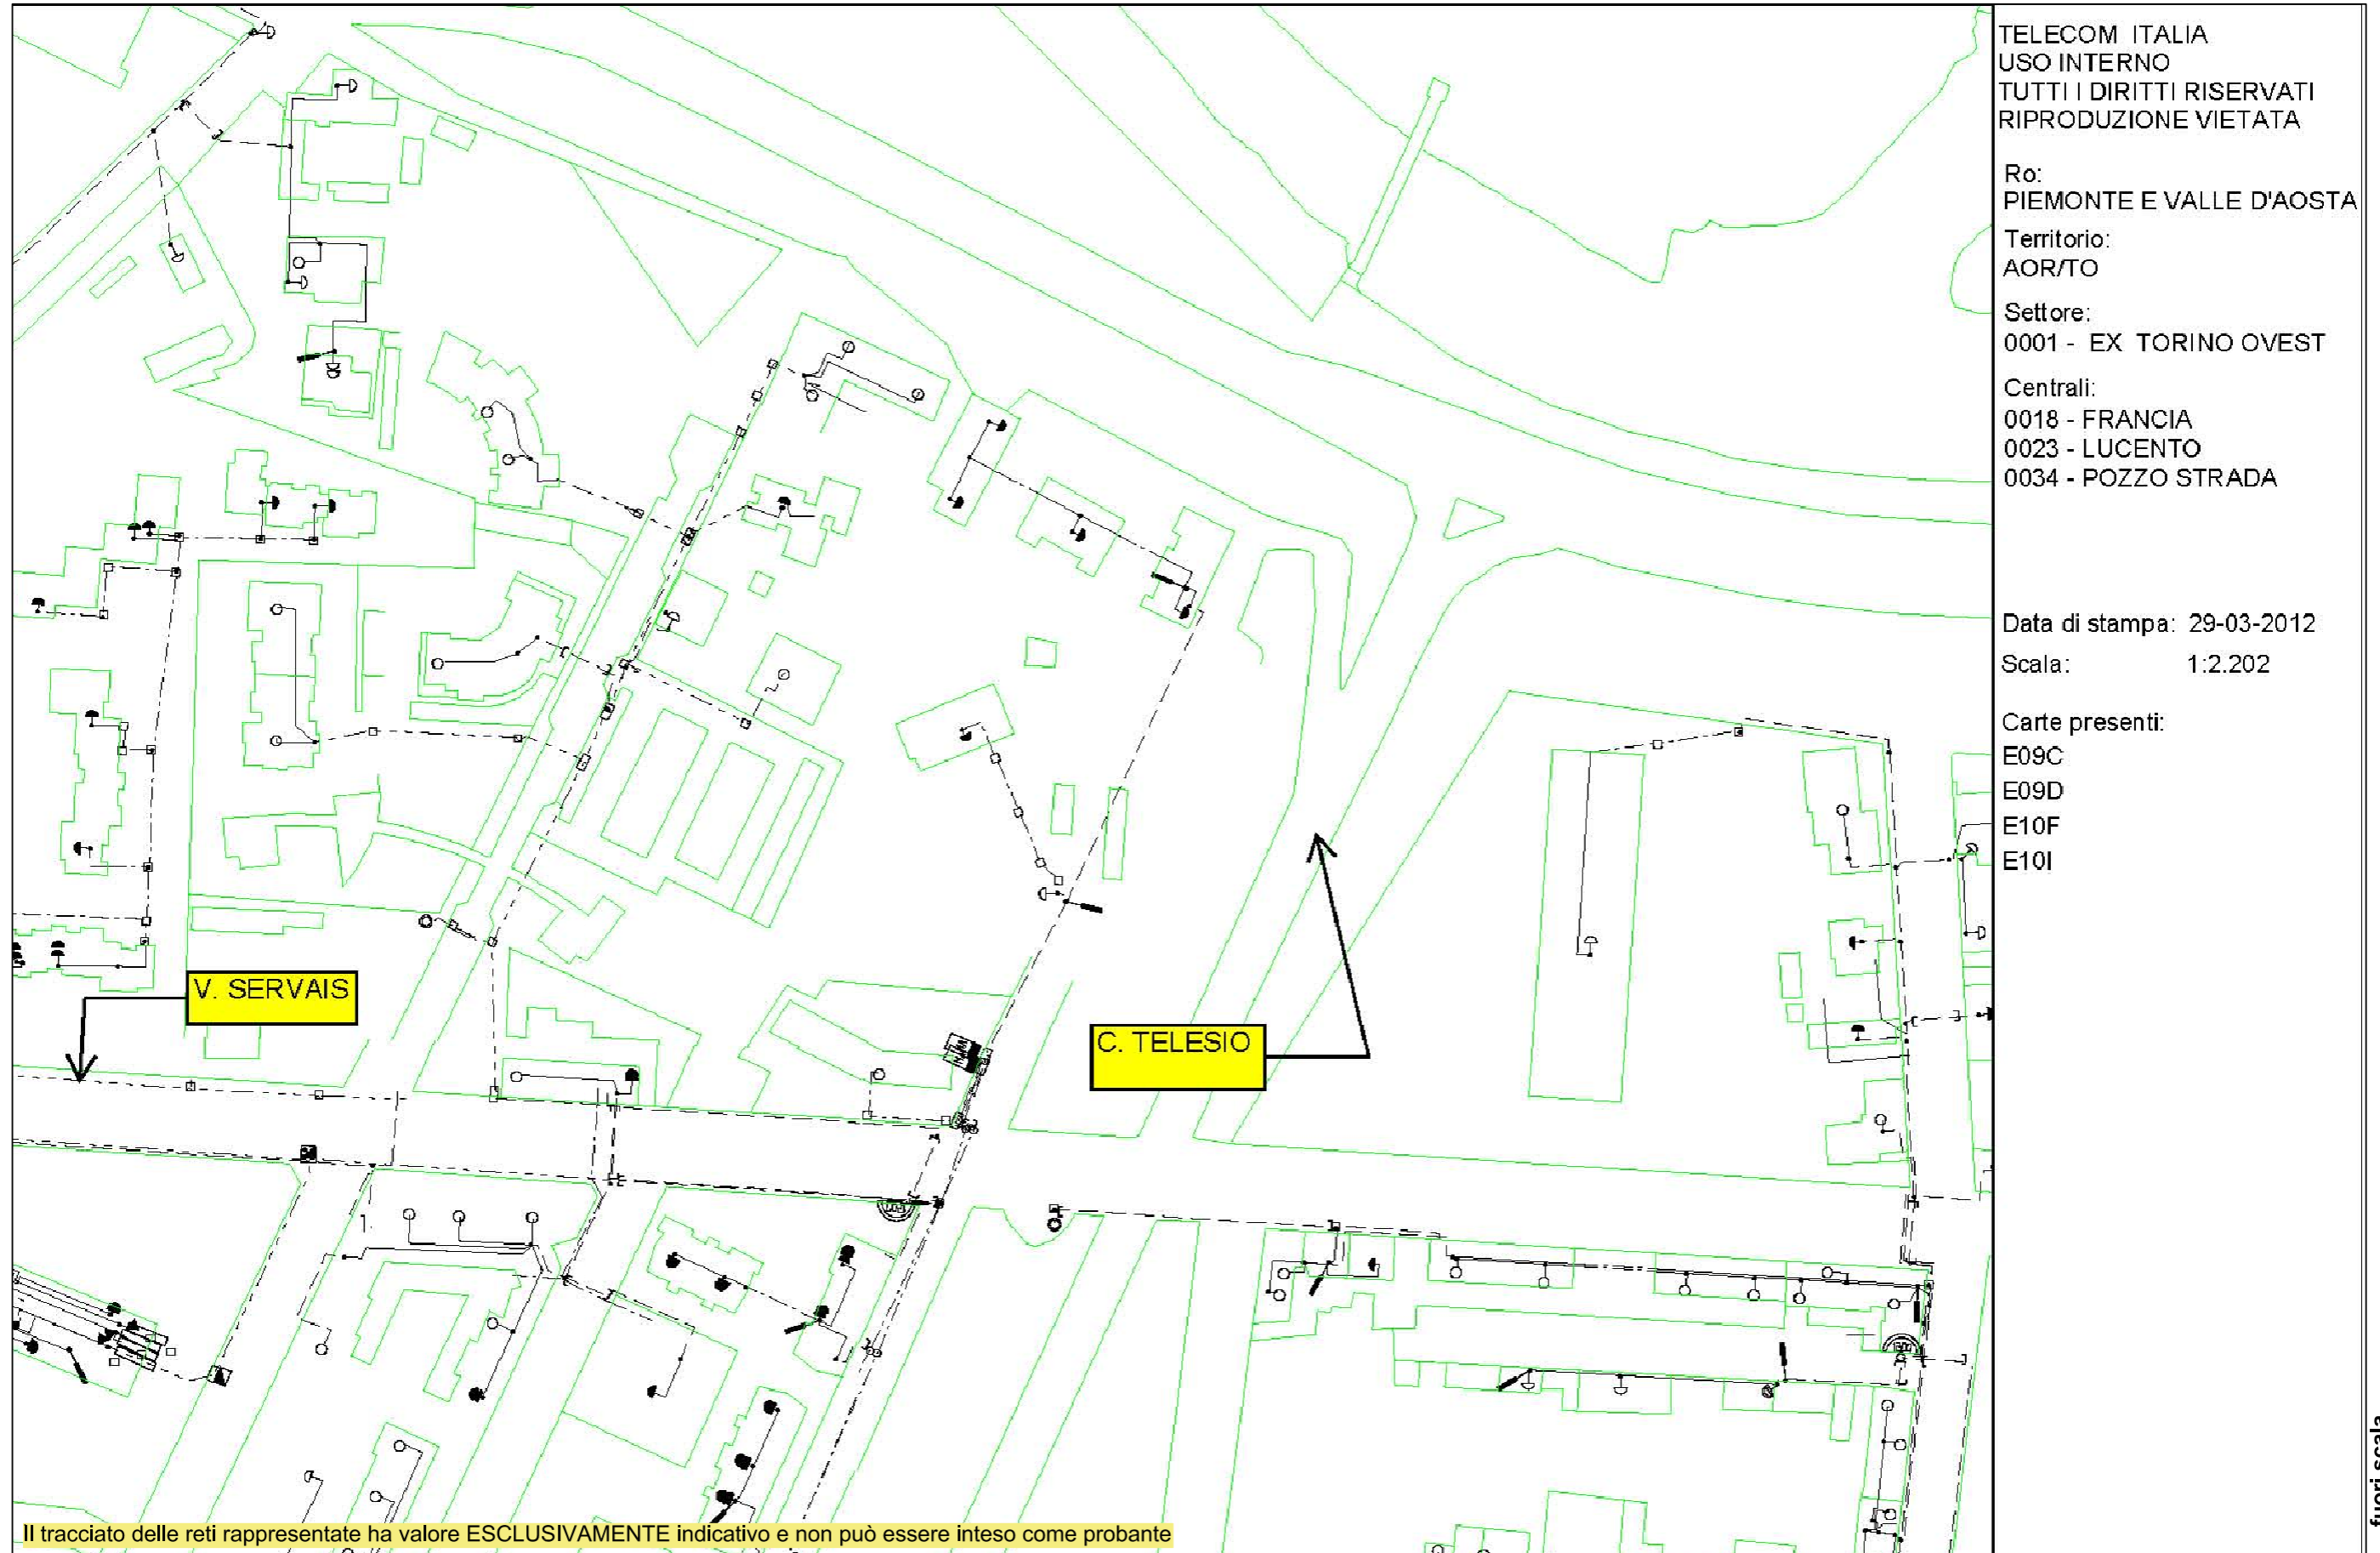 TELECOM ITALIA
USO INTERNO
TUTTI I DIRITTI RISERVATI
RIPRODUZIONE VIETATA
Ro:
PIEMONTE E VALLE D'AOSTA
Territorio:
AOR/TO
Settore:
0001 - EX TORINO OVEST
Centrali:
0018 - FRANCIA
0023 - LUCENTO
0034 - POZZO STRADA
Data di stampa: 29-03-2012
Scala: 1:2.202
Carte presenti:
E09C
E09D
E10F
E10I
V. SERVAIS
C. TELESIO
Il tracciato delle reti rappresentate ha valore ESCLUSIVAMENTE indicativo e non può essere inteso come probante
fuori scala